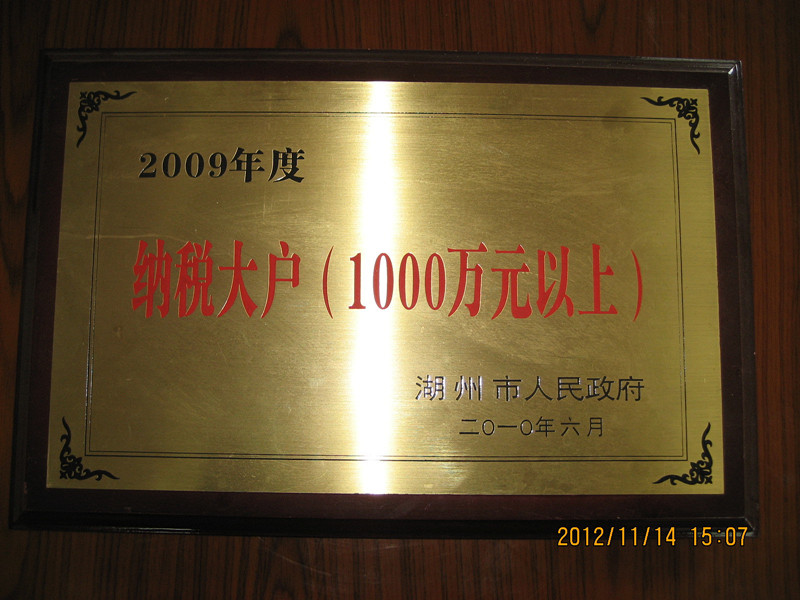 2009年度
纳税大户（1000万元以上）
湖州市人民政府
二〇一〇年六月
2012/11/14 15:07